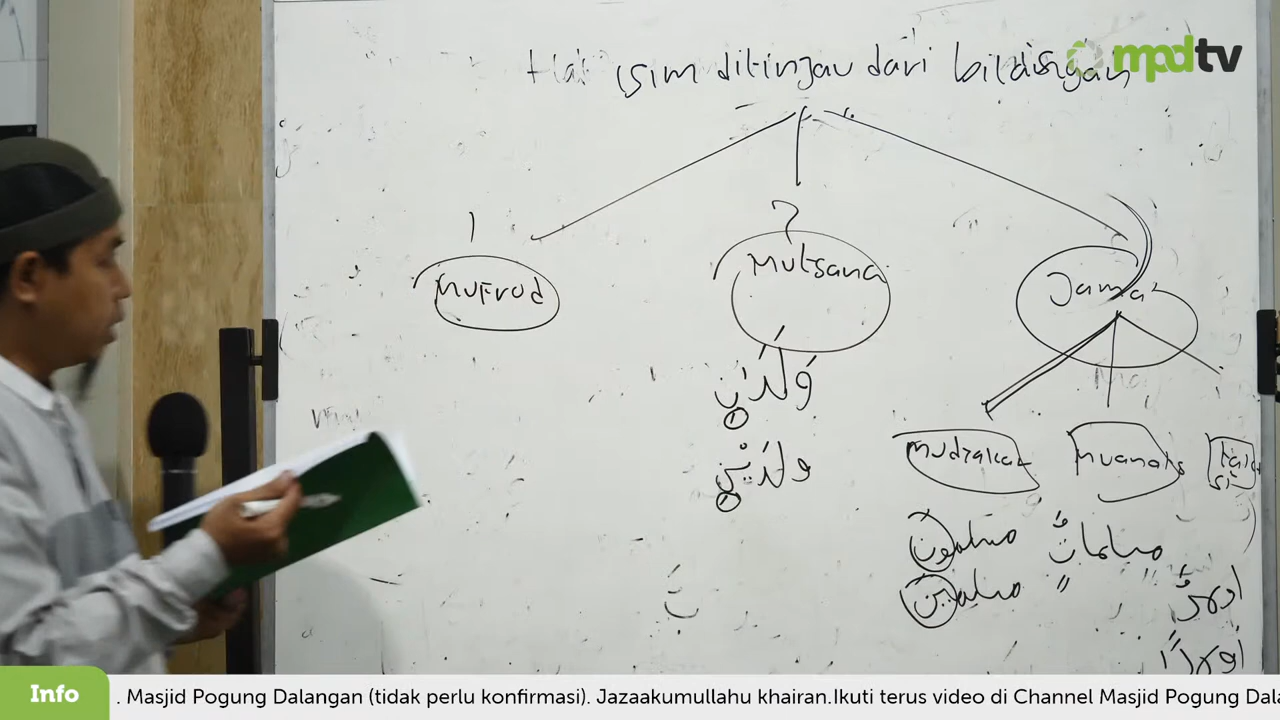 isim ditinjau dari bilangan
mpdtv
1
2
Mufrod
Mutsana
Jama'
وَلَدَانِ
ولدَيْنِ
Mudzakar
Muanats
مسلمون
مسلماتٌ
مسلمين
"
Info
. Masjid Pogung Dalangan (tidak perlu konfirmasi). Jazaakumullahu khairan.Ikuti terus video di Channel Masjid Pogung Dala